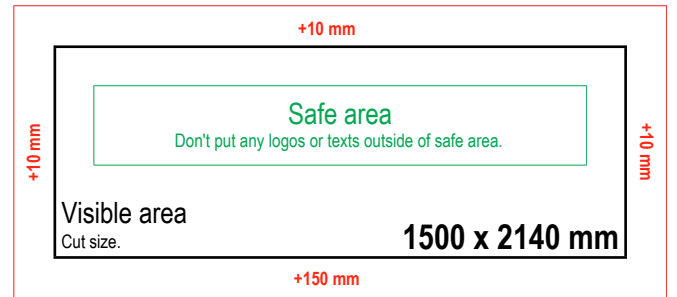 +10 mm
Safe area
Don't put any logos or texts outside of safe area.
+10 mm
+10 mm
Visible area
Cut size.
1500 x 2140 mm
+150 mm